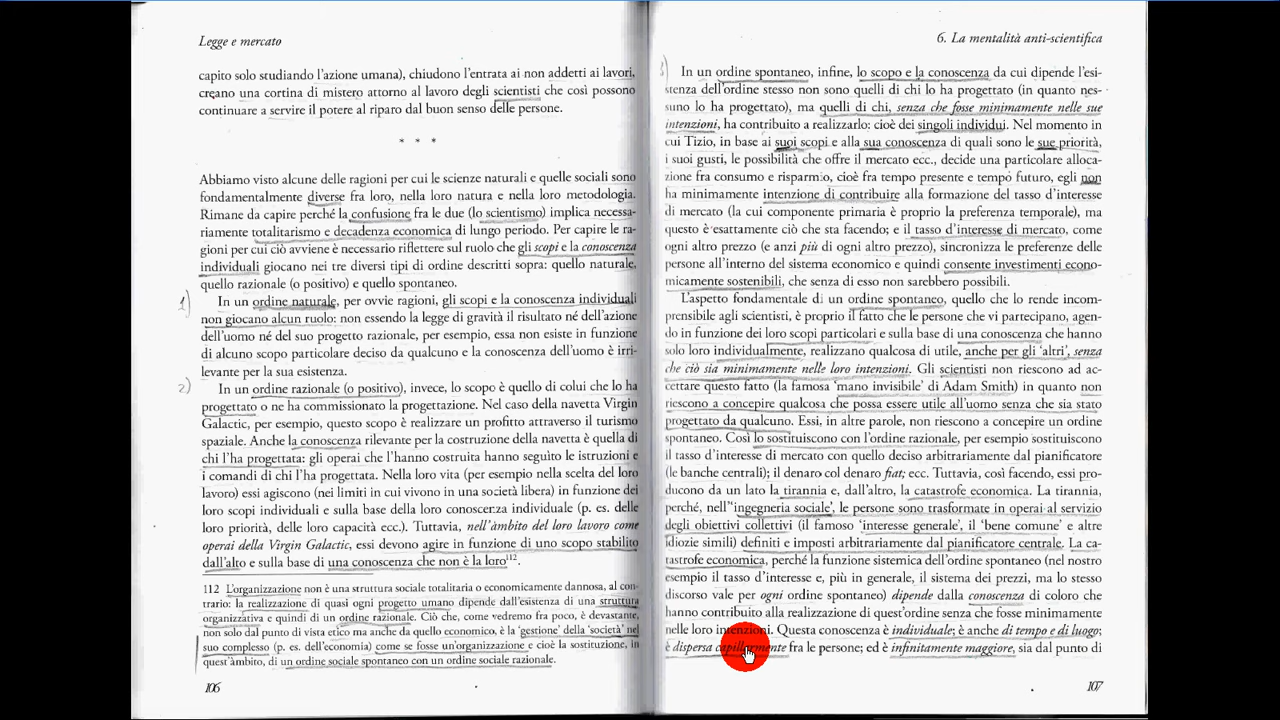 Legge e mercato
capito solo studiando l'azione umana), chiudono l'entrata ai non addetti ai lavori,
creano una cortina di mistero attorno al lavoro degli scientisti che così possono
continuare a servire il potere al riparo dal buon senso delle persone.
* * *
Abbiamo visto alcune delle ragioni per cui le scienze naturali e quelle sociali sono
fondamentalmente diverse fra loro, nella loro natura e nella loro metodologia.
Rimane da capire perché la confusione fra le due (lo scientismo) implica necessa-
riamente totalitarismo e decadenza economica di lungo periodo. Per capire le ra-
gioni per cui ciò avviene è necessario riflettere sul ruolo che gli scopi e la conoscenza
individuali giocano nei tre diversi tipi di ordine descritti sopra: quello naturale,
quello razionale (o positivo) e quello spontaneo.
1)
In un ordine naturale, per ovvie ragioni, gli scopi e la conoscenza individuali
non giocano alcun ruolo: non essendo la legge di gravità il risultato né dell'azione
dell'uomo né del suo progetto razionale, per esempio, essa non esiste in funzione
di alcuno scopo particolare deciso da qualcuno e la conoscenza dell'uomo è irri-
levante per la sua esistenza.
2)
In un ordine razionale (o positivo), invece, lo scopo è quello di colui che lo ha
progettato o ne ha commissionato la progettazione. Nel caso della navetta Virgin
Galactic, per esempio, questo scopo è realizzare un profitto attraverso il turismo
spaziale. Anche la conoscenza rilevante per la costruzione della navetta è quella di
chi l'ha progettata: gli operai che l'hanno costruita hanno seguìto le istruzioni e
i comandi di chi l'ha progettata. Nella loro vita (per esempio nella scelta del loro
lavoro) essi agiscono (nei limiti in cui vivono in una società libera) in funzione dei
loro scopi individuali e sulla base della loro conoscenza individuale (p. es. delle
loro priorità, delle loro capacità ecc.). Tuttavia, nell'àmbito del loro lavoro come
operai della Virgin Galactic, essi devono agire in funzione di uno scopo stabilito
dall'alto e sulla base di una conoscenza che non è la loro112.
112 L'organizzazione non è una struttura sociale totalitaria o economicamente dannosa, al con-
trario: la realizzazione di quasi ogni progetto umano dipende dall'esistenza di una struttura
organizzativa e quindi di un ordine razionale. Ciò che, come vedremo fra poco, è devastante,
non solo dal punto di vista etico ma anche da quello economico, è la 'gestione' della 'società' nel
suo complesso (p. es. dell'economia) come se fosse un'organizzazione e cioè la sostituzione, in
quest'àmbito, di un ordine sociale spontaneo con un ordine sociale razionale.
106
6. La mentalità anti-scientifica
3)
In un ordine spontaneo, infine, lo scopo e la conoscenza da cui dipende l'esi-
stenza dell'ordine stesso non sono quelli di chi lo ha progettato (in quanto nes-
suno lo ha progettato), ma quelli di chi, senza che fosse minimamente nelle sue
intenzioni, ha contribuito a realizzarlo: cioè dei singoli individui. Nel momento in
cui Tizio, in base ai suoi scopi e alla sua conoscenza di quali sono le sue priorità,
i suoi gusti, le possibilità che offre il mercato ecc., decide una particolare alloca-
zione fra consumo e risparmio, cioè fra tempo presente e tempo futuro, egli non
ha minimamente intenzione di contribuire alla formazione del tasso d'interesse
di mercato (la cui componente primaria è proprio la preferenza temporale), ma
questo è esattamente ciò che sta facendo; e il tasso d'interesse di mercato, come
ogni altro prezzo (e anzi più di ogni altro prezzo), sincronizza le preferenze delle
persone all'interno del sistema economico e quindi consente investimenti econo-
micamente sostenibili, che senza di esso non sarebbero possibili.
L'aspetto fondamentale di un ordine spontaneo, quello che lo rende incom-
prensibile agli scientisti, è proprio il fatto che le persone che vi partecipano, agen-
do in funzione dei loro scopi particolari e sulla base di una conoscenza che hanno
solo loro individualmente, realizzano qualcosa di utile, anche per gli 'altri', senza
che ciò sia minimamente nelle loro intenzioni. Gli scientisti non riescono ad ac-
cettare questo fatto (la famosa 'mano invisibile' di Adam Smith) in quanto non
riescono a concepire qualcosa che possa essere utile all'uomo senza che sia stato
progettato da qualcuno. Essi, in altre parole, non riescono a concepire un ordine
spontaneo. Così lo sostituiscono con l'ordine razionale, per esempio sostituiscono
il tasso d'interesse di mercato con quello deciso arbitrariamente dal pianificatore
(le banche centrali); il denaro col denaro fiat; ecc. Tuttavia, così facendo, essi pro-
ducono da un lato la tirannia e, dall'altro, la catastrofe economica. La tirannia,
perché, nell''ingegneria sociale', le persone sono trasformate in operai al servizio
degli obiettivi collettivi (il famoso 'interesse generale', il 'bene comune' e altre
idiozie simili) definiti e imposti arbitrariamente dal pianificatore centrale. La ca-
tastrofe economica, perché la funzione sistemica dell'ordine spontaneo (nel nostro
esempio il tasso d'interesse e, più in generale, il sistema dei prezzi, ma lo stesso
discorso vale per ogni ordine spontaneo) dipende dalla conoscenza di coloro che
hanno contribuito alla realizzazione di quest'ordine senza che fosse minimamente
nelle loro intenzioni. Questa conoscenza è individuale; è anche di tempo e di luogo;
è dispersa capillarmente fra le persone; ed è infinitamente maggiore, sia dal punto di
107